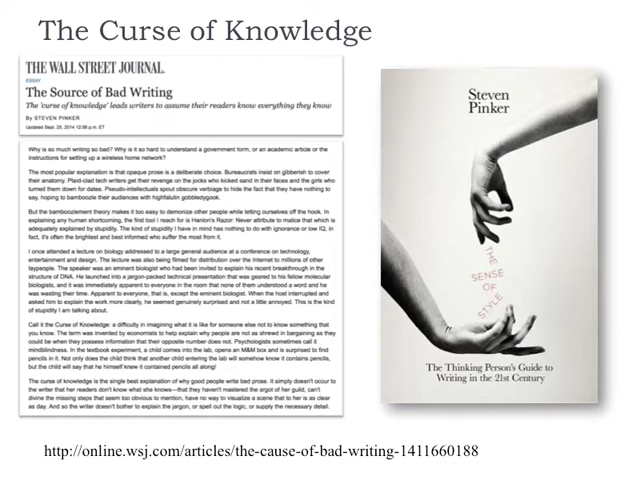 The Curse of Knowledge
THE WALL STREET JOURNAL.
ESSAY
The Source of Bad Writing
The 'curse of knowledge' leads writers to assume their readers know everything they know
By STEVEN PINKER
Updated Sept. 25, 2014 12:08 p.m. ET
Why is so much writing so bad? Why is it so hard to understand a government form, or an academic article or the
instructions for setting up a wireless home network?
The most popular explanation is that opaque prose is a deliberate choice. Bureaucrats insist on gibberish to cover
their anatomy. Plaid-clad tech writers get their revenge on the jocks who kicked sand in their faces and the girls who
turned them down for dates. Pseudo-intellectuals spout obscure verbiage to hide the fact that they have nothing to
say, hoping to bamboozle their audiences with highfalutin gobbledygook.
But the bamboozlement theory makes it too easy to demonize other people while letting ourselves off the hook. In
explaining any human shortcoming, the first tool I reach for is Hanlon's Razor: Never attribute to malice that which is
adequately explained by stupidity. The kind of stupidity I have in mind has nothing to do with ignorance or low IQ; in
fact, it's often the brightest and best informed who suffer the most from it.
I once attended a lecture on biology addressed to a large general audience at a conference on technology,
entertainment and design. The lecture was also being filmed for distribution over the Internet to millions of other
laypeople. The speaker was an eminent biologist who had been invited to explain his recent breakthrough in the
structure of DNA. He launched into a jargon-packed technical presentation that was geared to his fellow molecular
biologists, and it was immediately apparent to everyone in the room that none of them understood a word and he
was wasting their time. Apparent to everyone, that is, except the eminent biologist. When the host interrupted and
asked him to explain the work more clearly, he seemed genuinely surprised and not a little annoyed. This is the kind
of stupidity I am talking about.
Call it the Curse of Knowledge: a difficulty in imagining what it is like for someone else not to know something that
you know. The term was invented by economists to help explain why people are not as shrewd in bargaining as they
could be when they possess information that their opposite number does not. Psychologists sometimes call it
mindblindness. In the textbook experiment, a child comes into the lab, opens an M&M box and is surprised to find
pencils in it. Not only does the child think that another child entering the lab will somehow know it contains pencils,
but the child will say that he himself knew it contained pencils all along!
The curse of knowledge is the single best explanation of why good people write bad prose. It simply doesn't occur to
the writer that her readers don't know what she knows—that they haven't mastered the argot of her guild, can't
divine the missing steps that seem too obvious to mention, have no way to visualize a scene that to her is as clear
as day. And so the writer doesn't bother to explain the jargon, or spell out the logic, or supply the necessary detail.
Steven
Pinker
THE
SENSE
OF
STYLE
The Thinking Person's Guide to
Writing in the 21st Century
http://online.wsj.com/articles/the-cause-of-bad-writing-1411660188